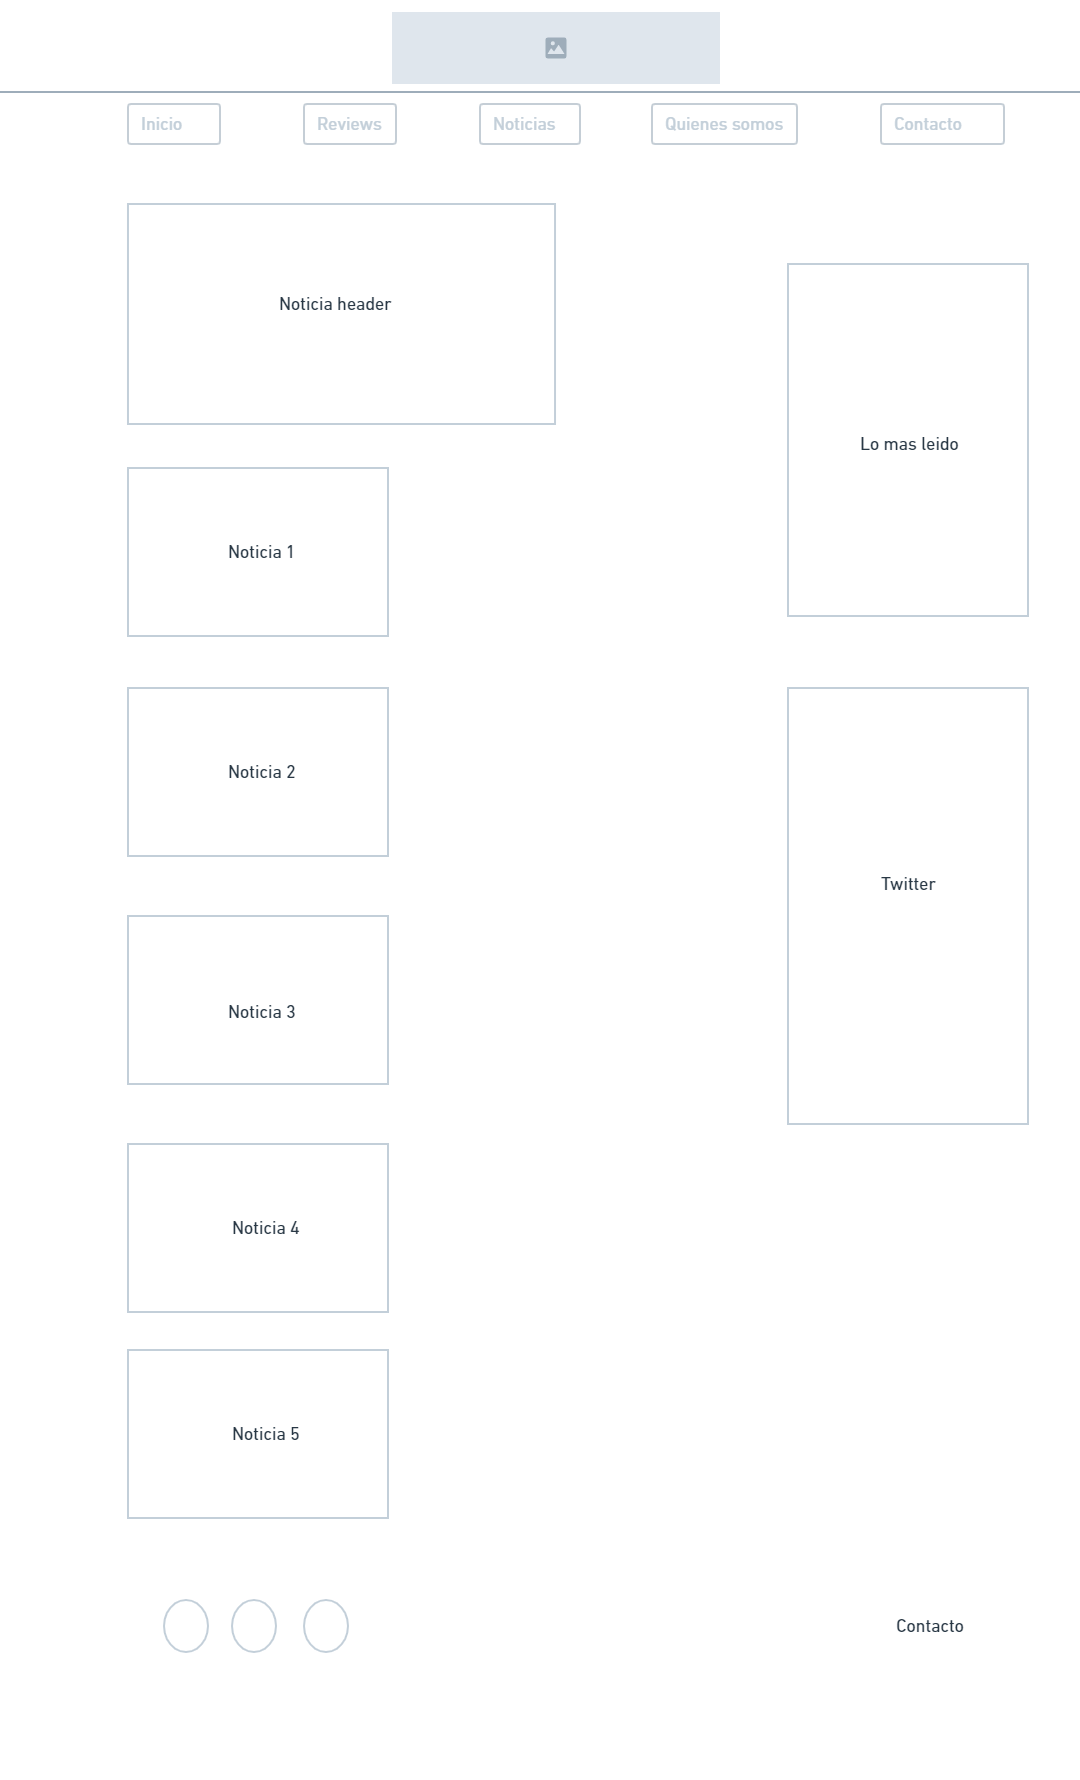 Inicio
Reviews
Noticias
Quienes somos
Contacto
Noticia header
Lo mas leido
Noticia 1
Noticia 2
Twitter
Noticia 3
Noticia 4
Noticia 5
Contacto